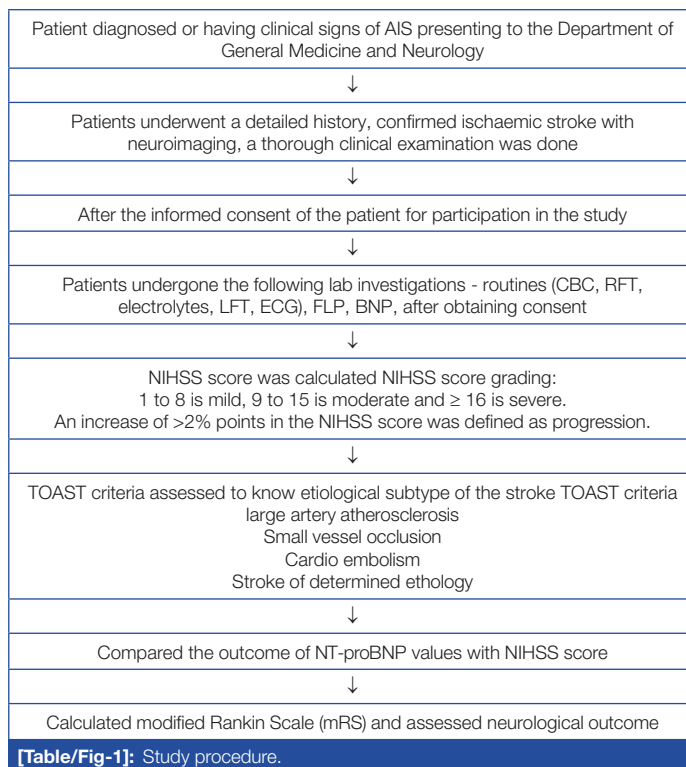 Patient diagnosed or having clinical signs of AIS presenting to the Department of
General Medicine and Neurology
↓
Patients underwent a detailed history, confirmed ischaemic stroke with
neuroimaging, a thorough clinical examination was done
↓
After the informed consent of the patient for participation in the study
↓
Patients undergone the following lab investigations - routines (CBC, RFT,
electrolytes, LFT, ECG), FLP, BNP, after obtaining consent
↓
NIHSS score was calculated NIHSS score grading:
1 to 8 is mild, 9 to 15 is moderate and ≥ 16 is severe.
An increase of >2% points in the NIHSS score was defined as progression.
↓
TOAST criteria assessed to know etiological subtype of the stroke TOAST criteria
large artery atherosclerosis
Small vessel occlusion
Cardio embolism
Stroke of determined ethology
↓
Compared the outcome of NT-proBNP values with NIHSS score
↓
Calculated modified Rankin Scale (mRS) and assessed neurological outcome
[Table/Fig-1]: Study procedure.